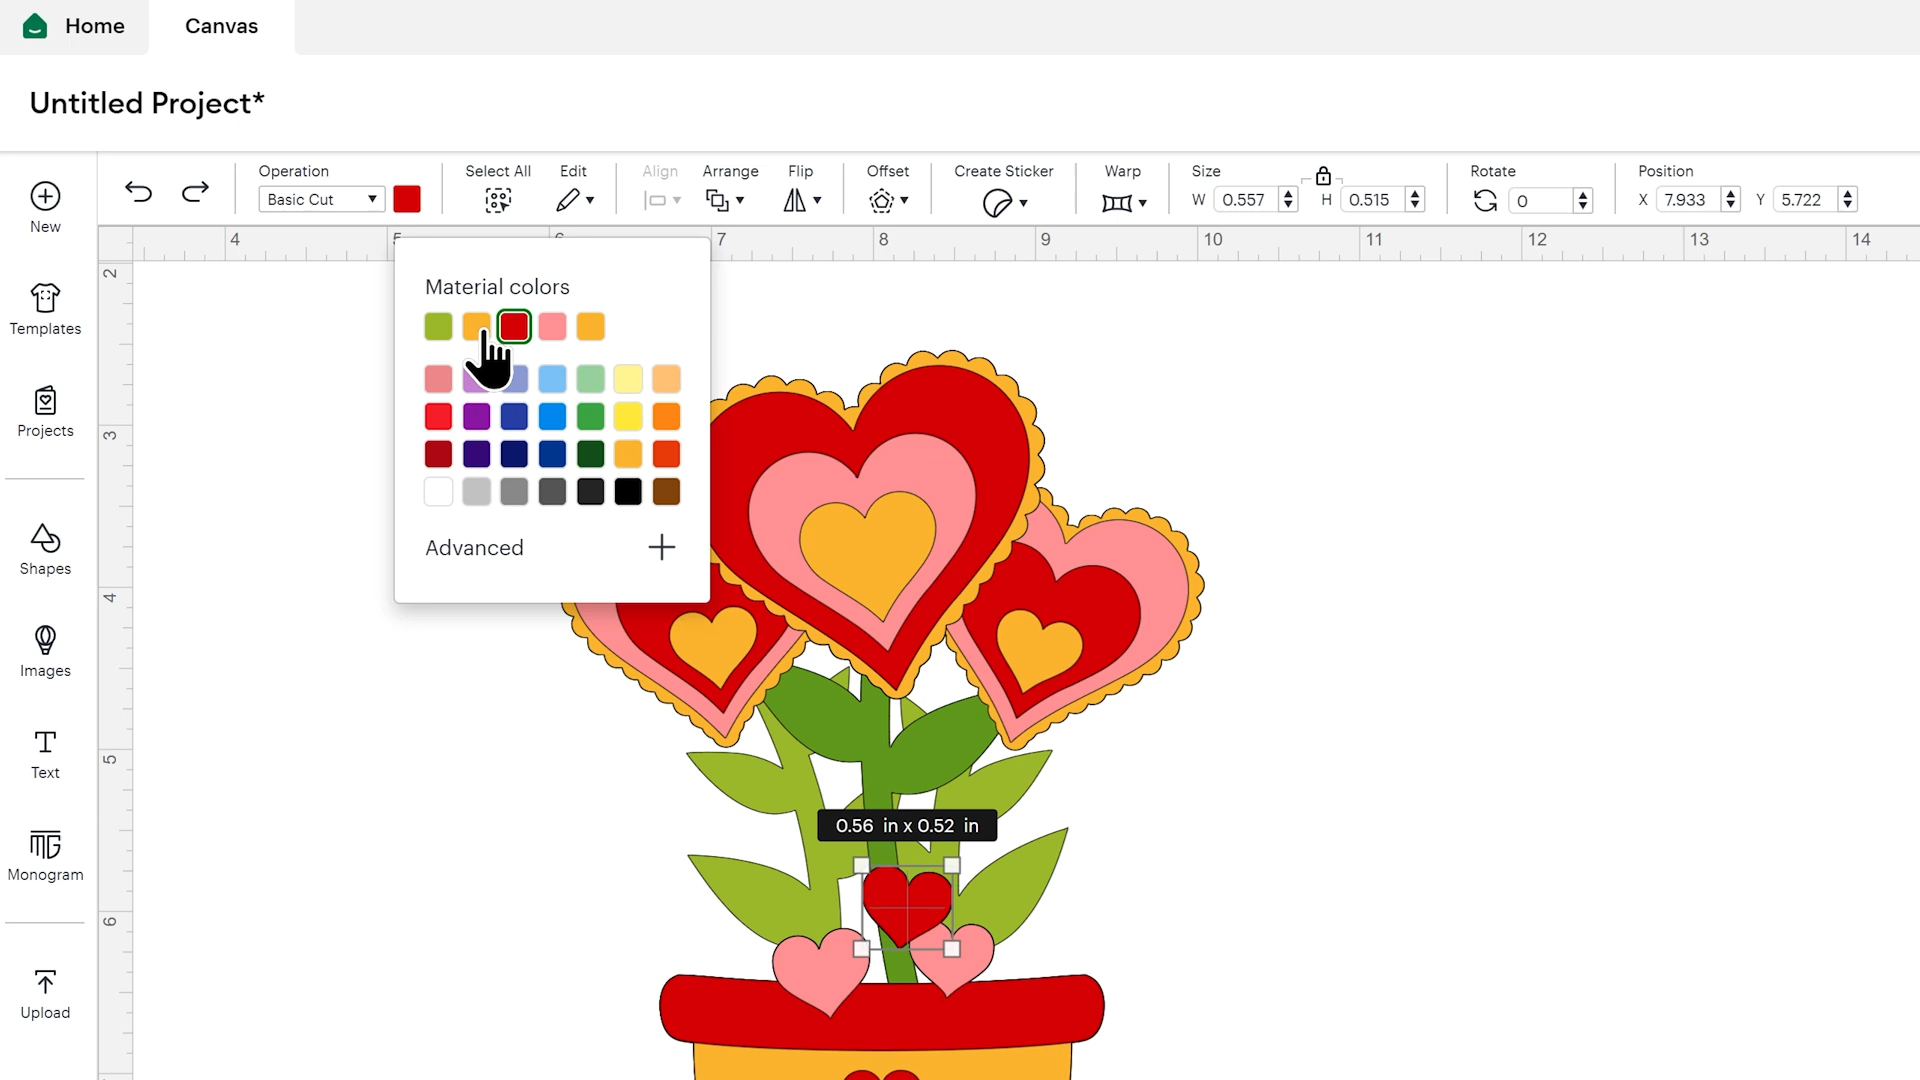 Home
Canvas
Untitled Project*
Operation
Basic Cut
Select All
Edit
Align
Arrange
Flip
Offset
Create Sticker
Warp
Size
W 0.557
H 0.515
Rotate
0
Position
X 7.933
Y 5.722
New
Templates
Projects
Shapes
Images
Text
Monogram
Upload
4 5 6 7 8 9 10 11 12 13 14
2
3
4
5
6
Material colors
Advanced
0.56 in x 0.52 in